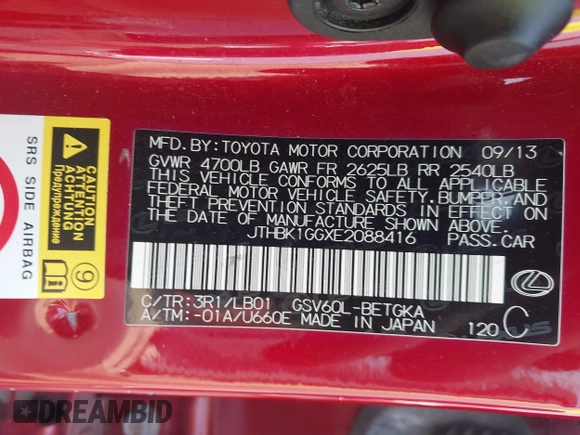 MFD. BY: TOYOTA MOTOR CORPORATION 09/13
GVWR 4700LB GAWR FR 2625LB RR 2540LB
THIS VEHICLE CONFORMS TO ALL APPLICABLE
FEDERAL MOTOR VEHICLE SAFETY, BUMPER, AND
THEFT PREVENTION STANDARDS IN EFFECT ON
THE DATE OF MANUFACTURE SHOWN ABOVE.
JTHBK1GGXE2088416 PASS. CAR
C/TR: 3R1/LB01 GSV60L-BETGKA
A/TM: -01A/U660E MADE IN JAPAN 120 C
SRS SIDE AIRBAG
CAUTION
ATTENTION
ACHTUNG
Предупреждение
9
DREAMBID